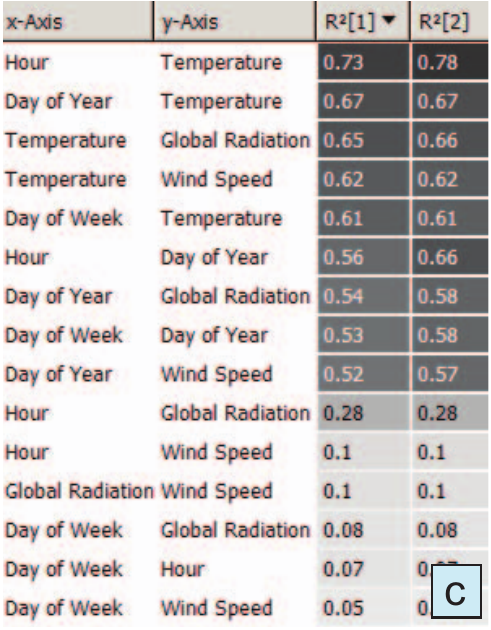 x-Axis y-Axis R²[1] ▼ R²[2]
Hour Temperature 0.73 0.78
Day of Year Temperature 0.67 0.67
Temperature Global Radiation 0.65 0.66
Temperature Wind Speed 0.62 0.62
Day of Week Temperature 0.61 0.61
Hour Day of Year 0.56 0.66
Day of Year Global Radiation 0.54 0.58
Day of Week Day of Year 0.53 0.58
Day of Year Wind Speed 0.52 0.57
Hour Global Radiation 0.28 0.28
Hour Wind Speed 0.1 0.1
Global Radiation Wind Speed 0.1 0.1
Day of Week Global Radiation 0.08 0.08
Day of Week Hour 0.07
Day of Week Wind Speed 0.05
C